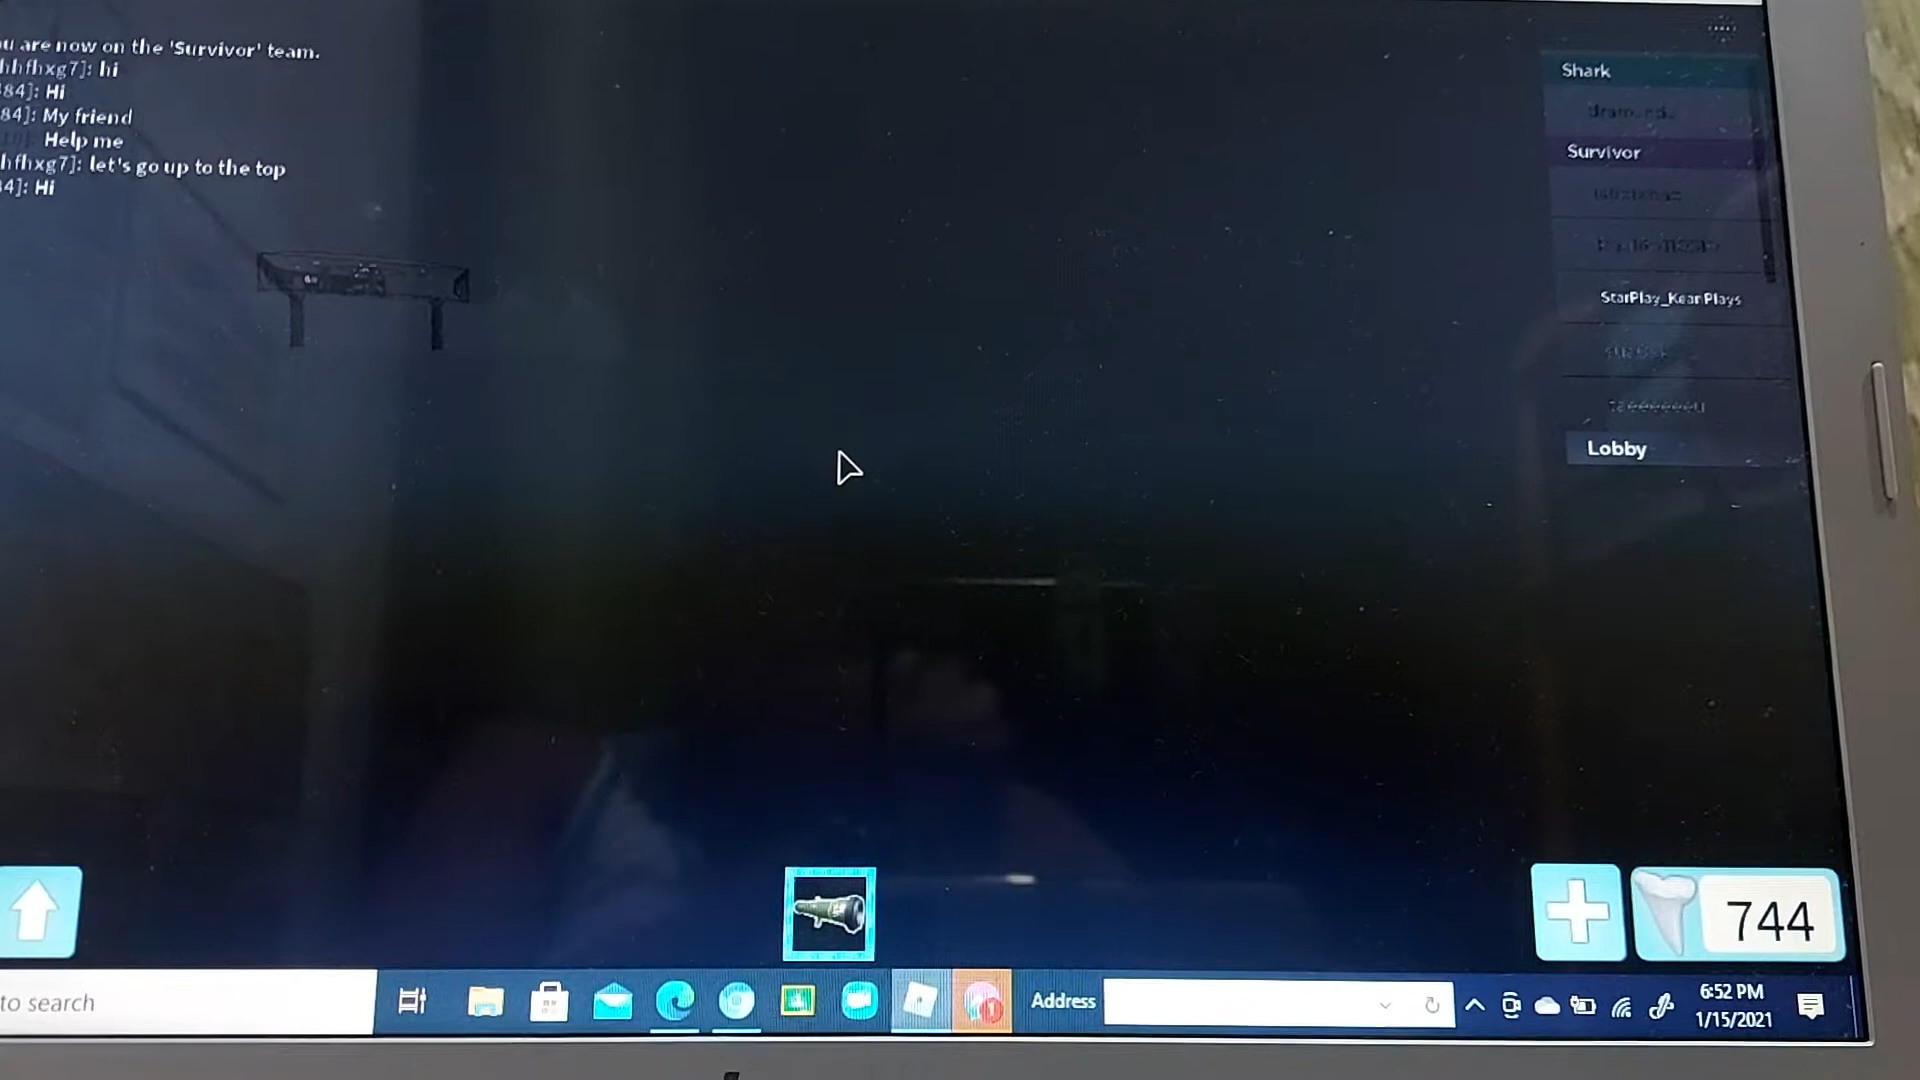 u are now on the 'Survivor' team.
hhfhxg7]: hi
84]: Hi
84]: My friend
Help me
hfhxg7]: let's go up to the top
4]: Hi
Shark
Survivor
StarPlay_KearlPlays
Lobby
744
to search
Address
6:52 PM
1/15/2021